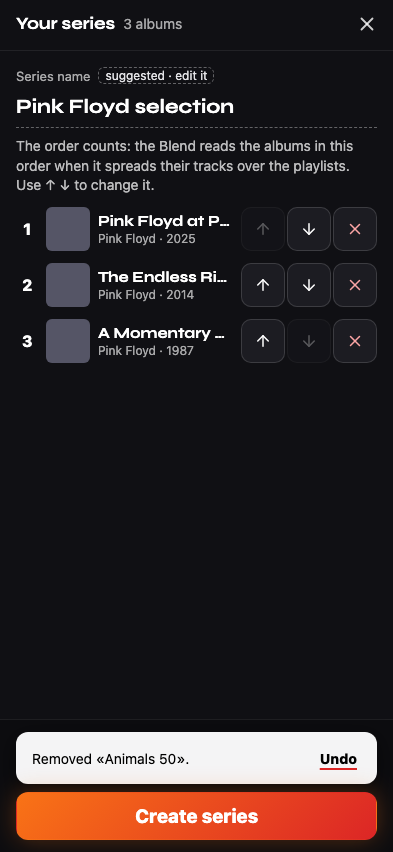 Your series 3 albums
Series name suggested · edit it
Pink Floyd selection
The order counts: the Blend reads the albums in this
order when it spreads their tracks over the playlists.
Use ↑ ↓ to change it.
1 Pink Floyd at P...
Pink Floyd · 2025
2 The Endless Ri...
Pink Floyd · 2014
3 A Momentary ...
Pink Floyd · 1987
Removed «Animals 50». Undo
Create series